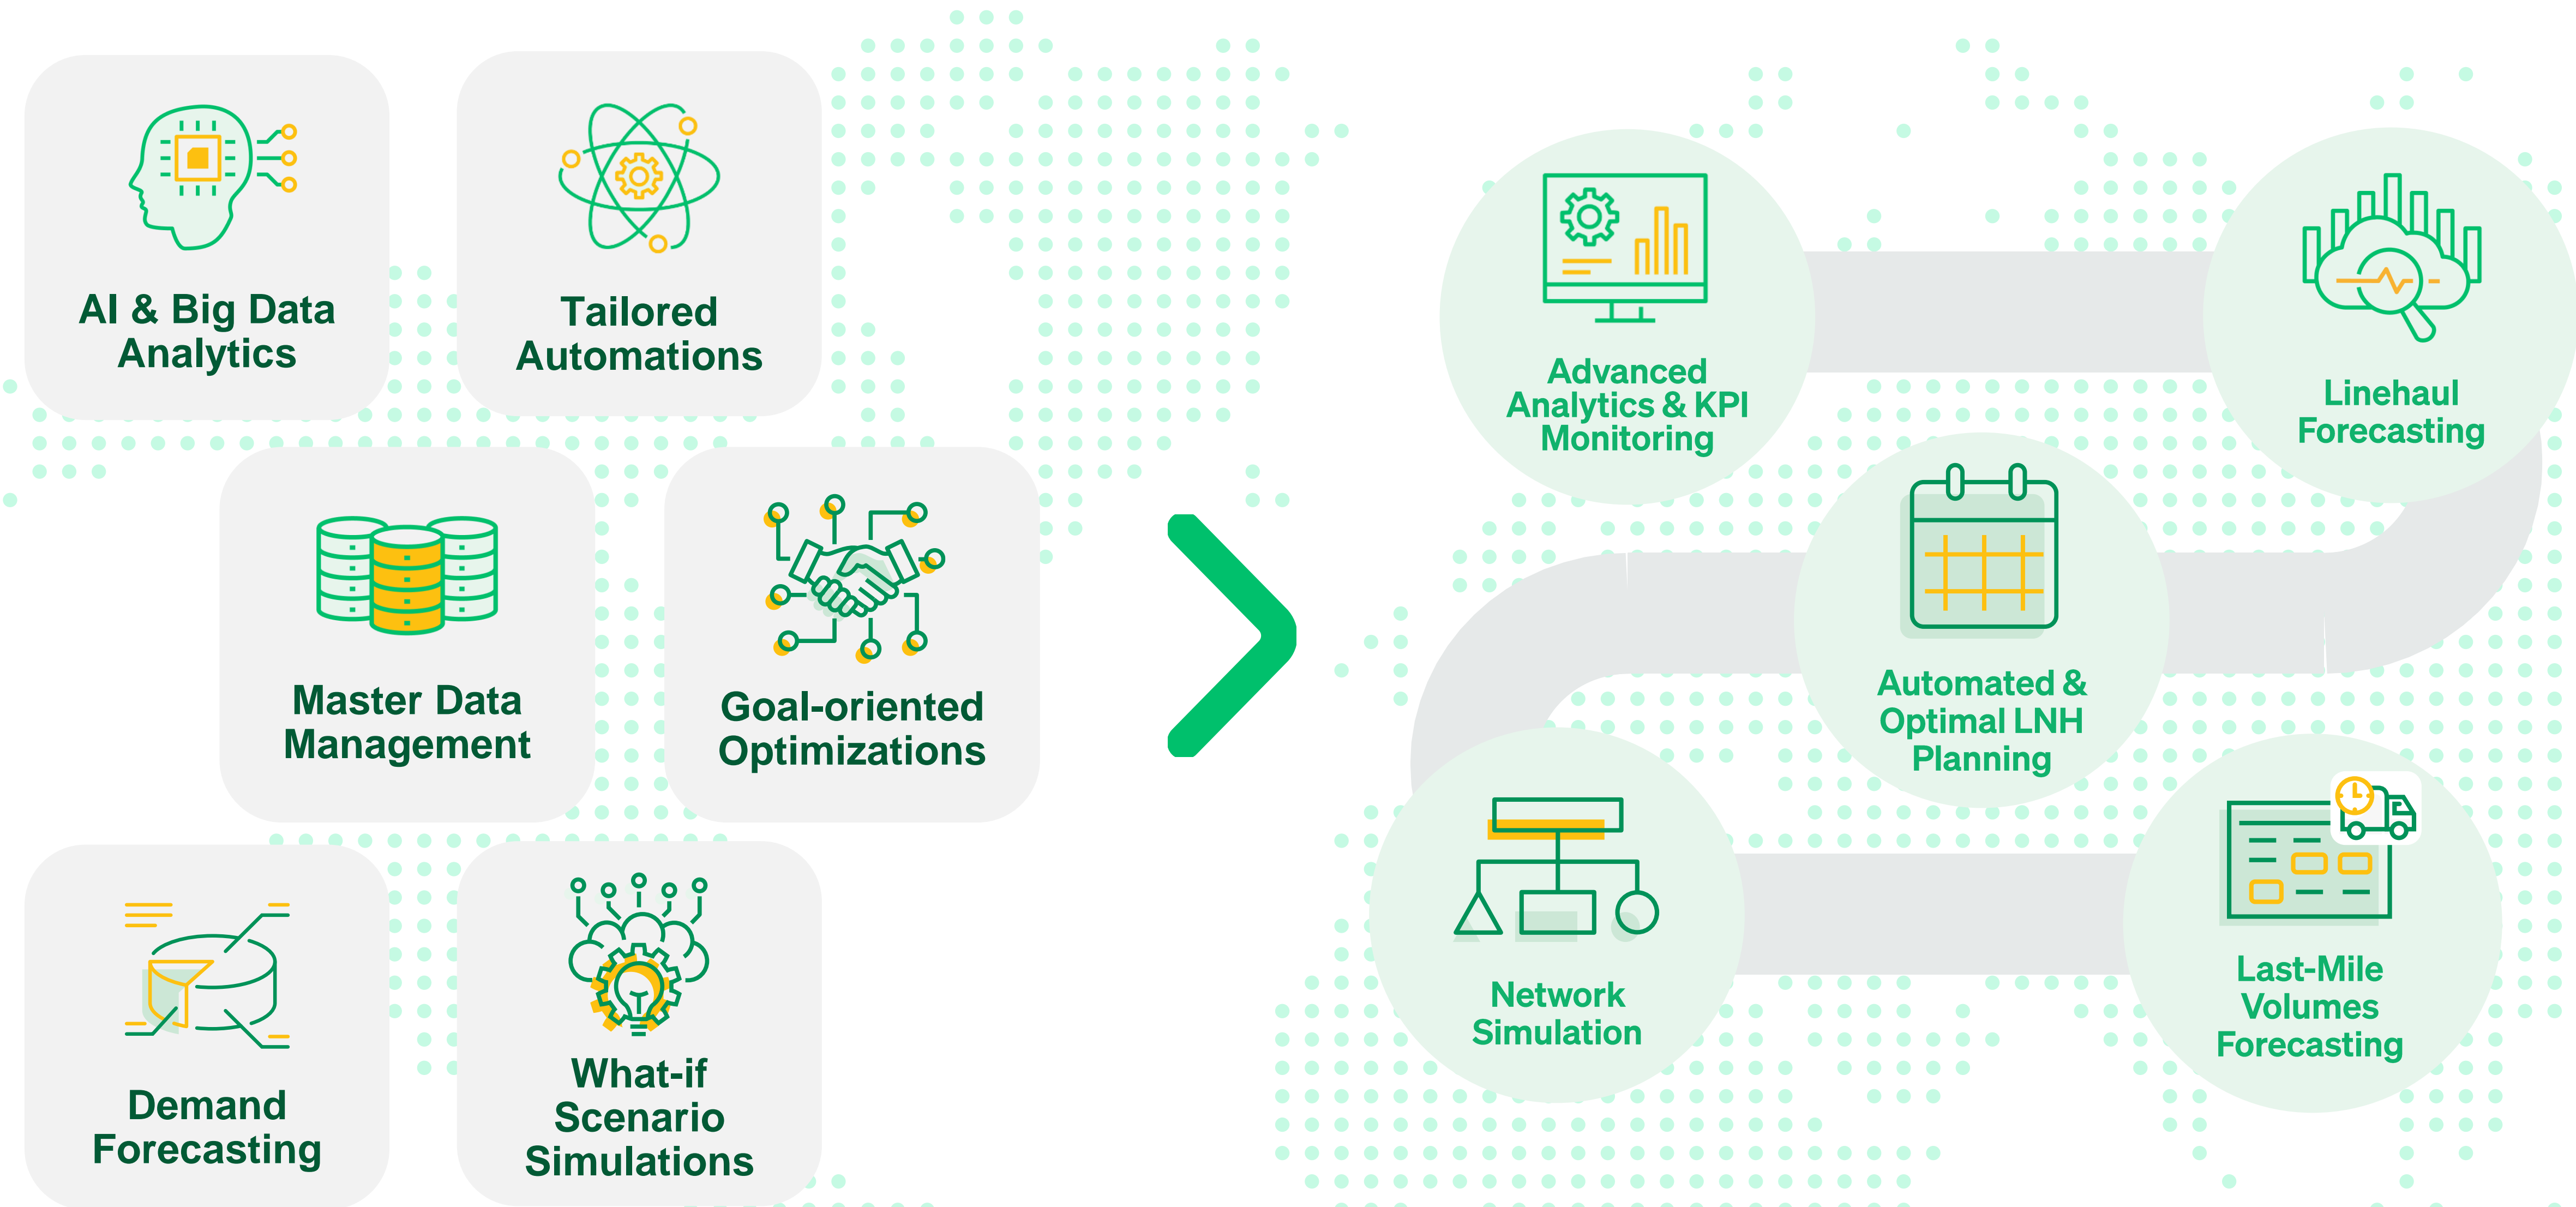 AI & Big Data
Analytics
Tailored
Automations
Master Data
Management
Goal-oriented
Optimizations
Demand
Forecasting
What-if
Scenario
Simulations
Advanced
Analytics & KPI
Monitoring
Linehaul
Forecasting
Automated &
Optimal LNH
Planning
Network
Simulation
Last-Mile
Volumes
Forecasting